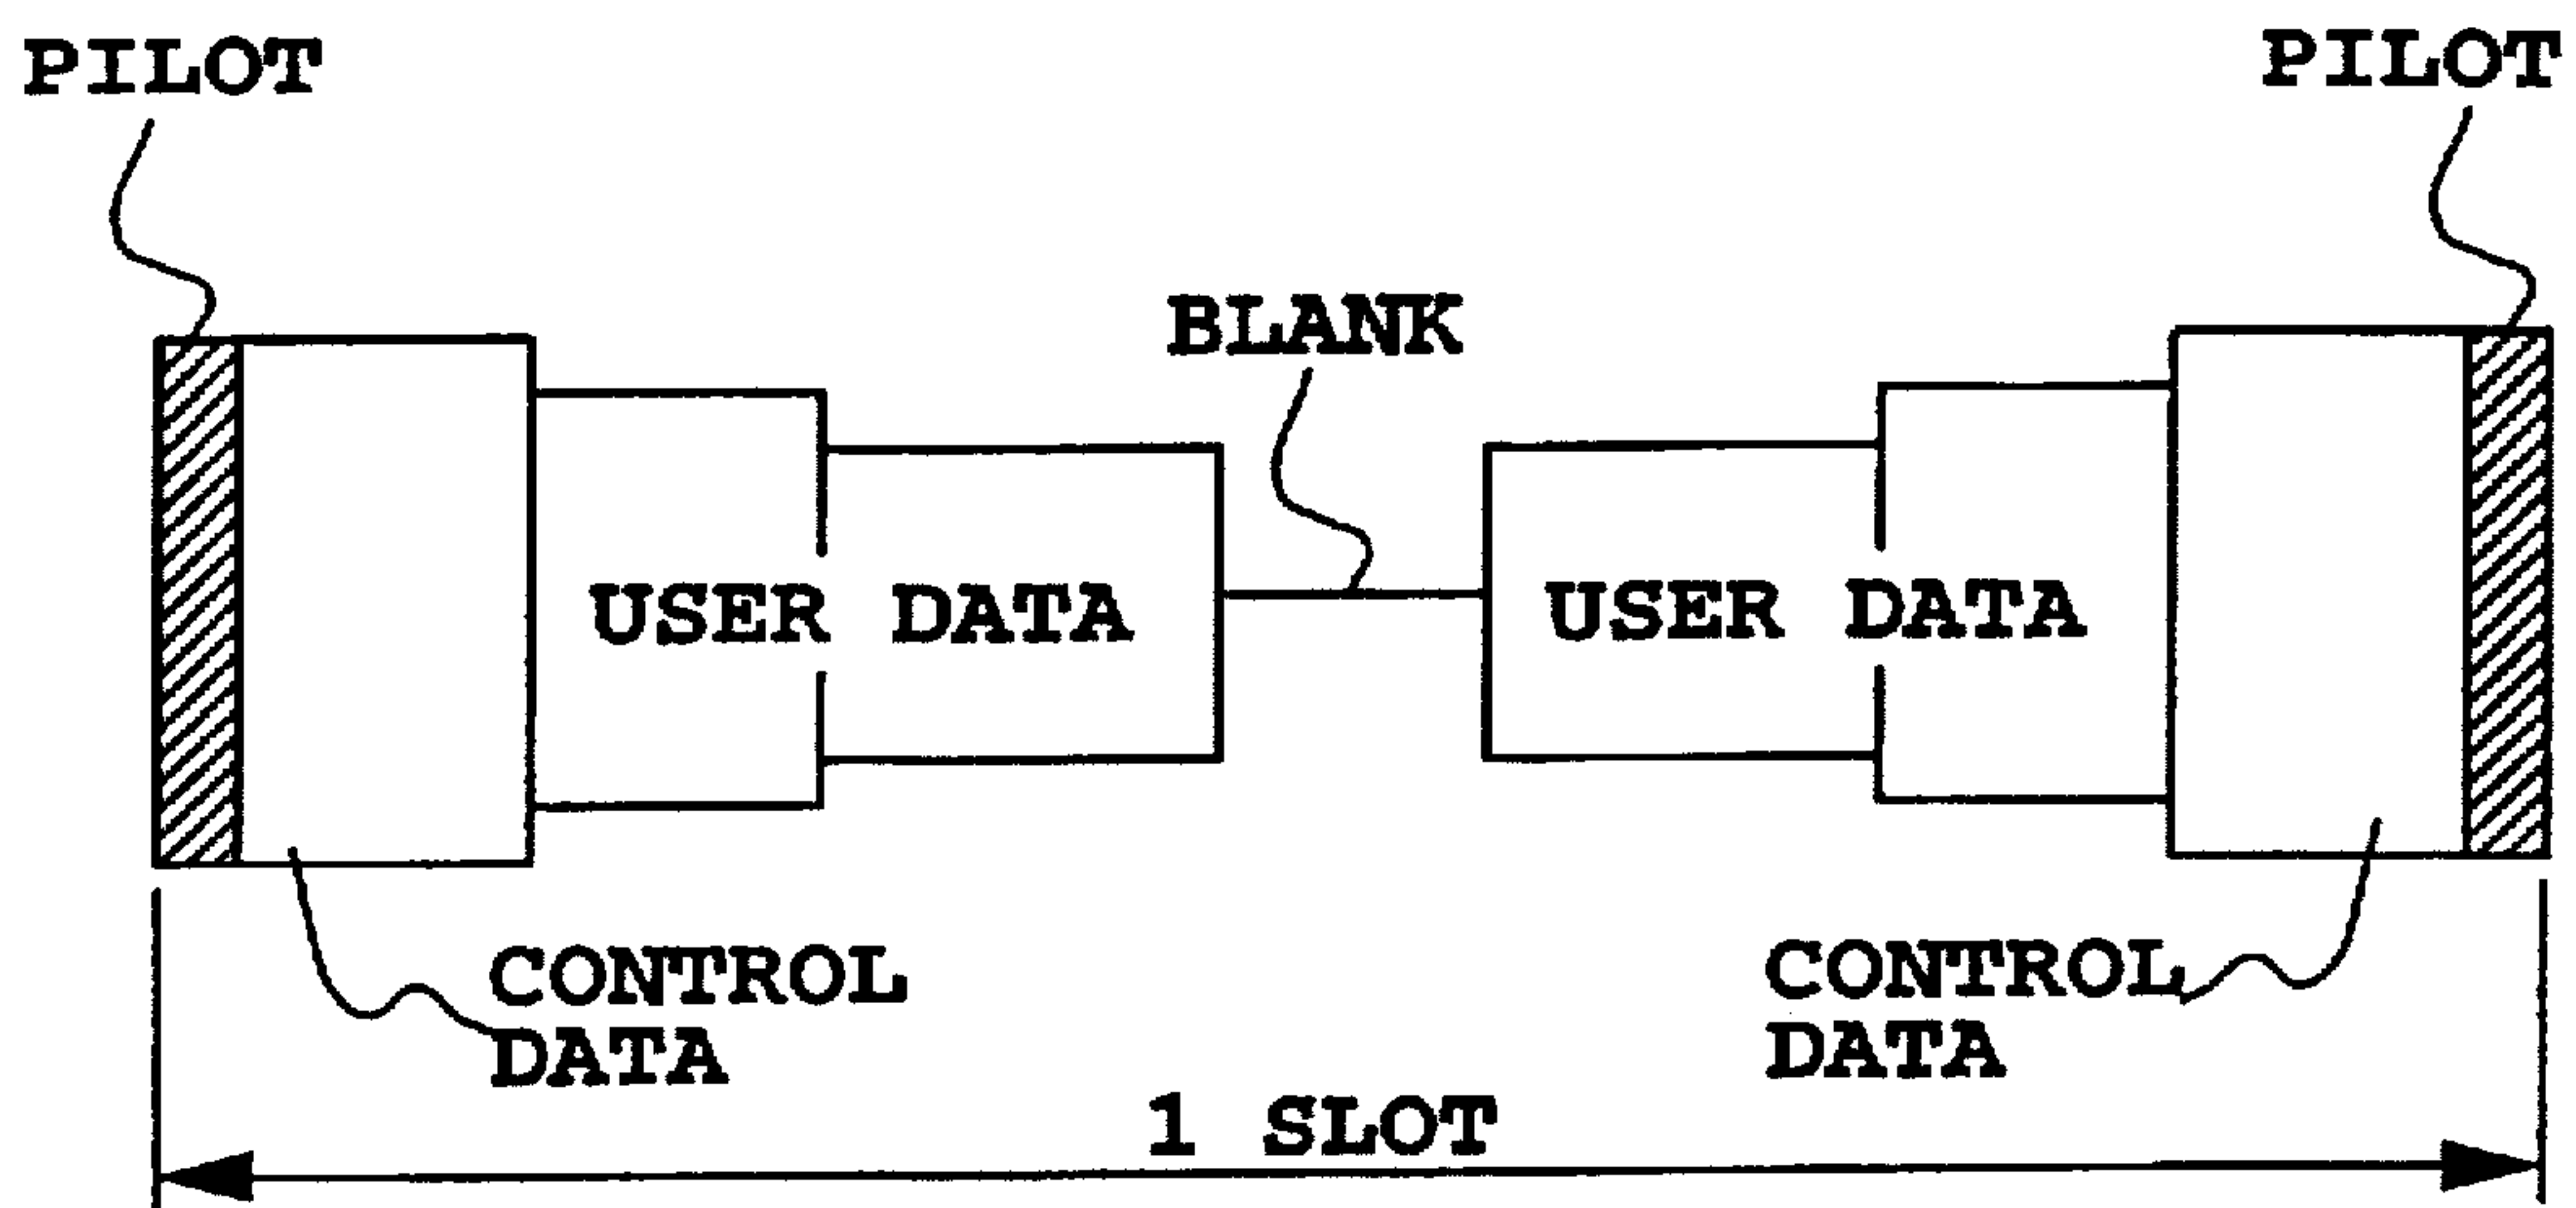 PILOT
PILOT
BLANK
USER DATA
USER DATA
CONTROL
DATA
CONTROL
DATA
1 SLOT